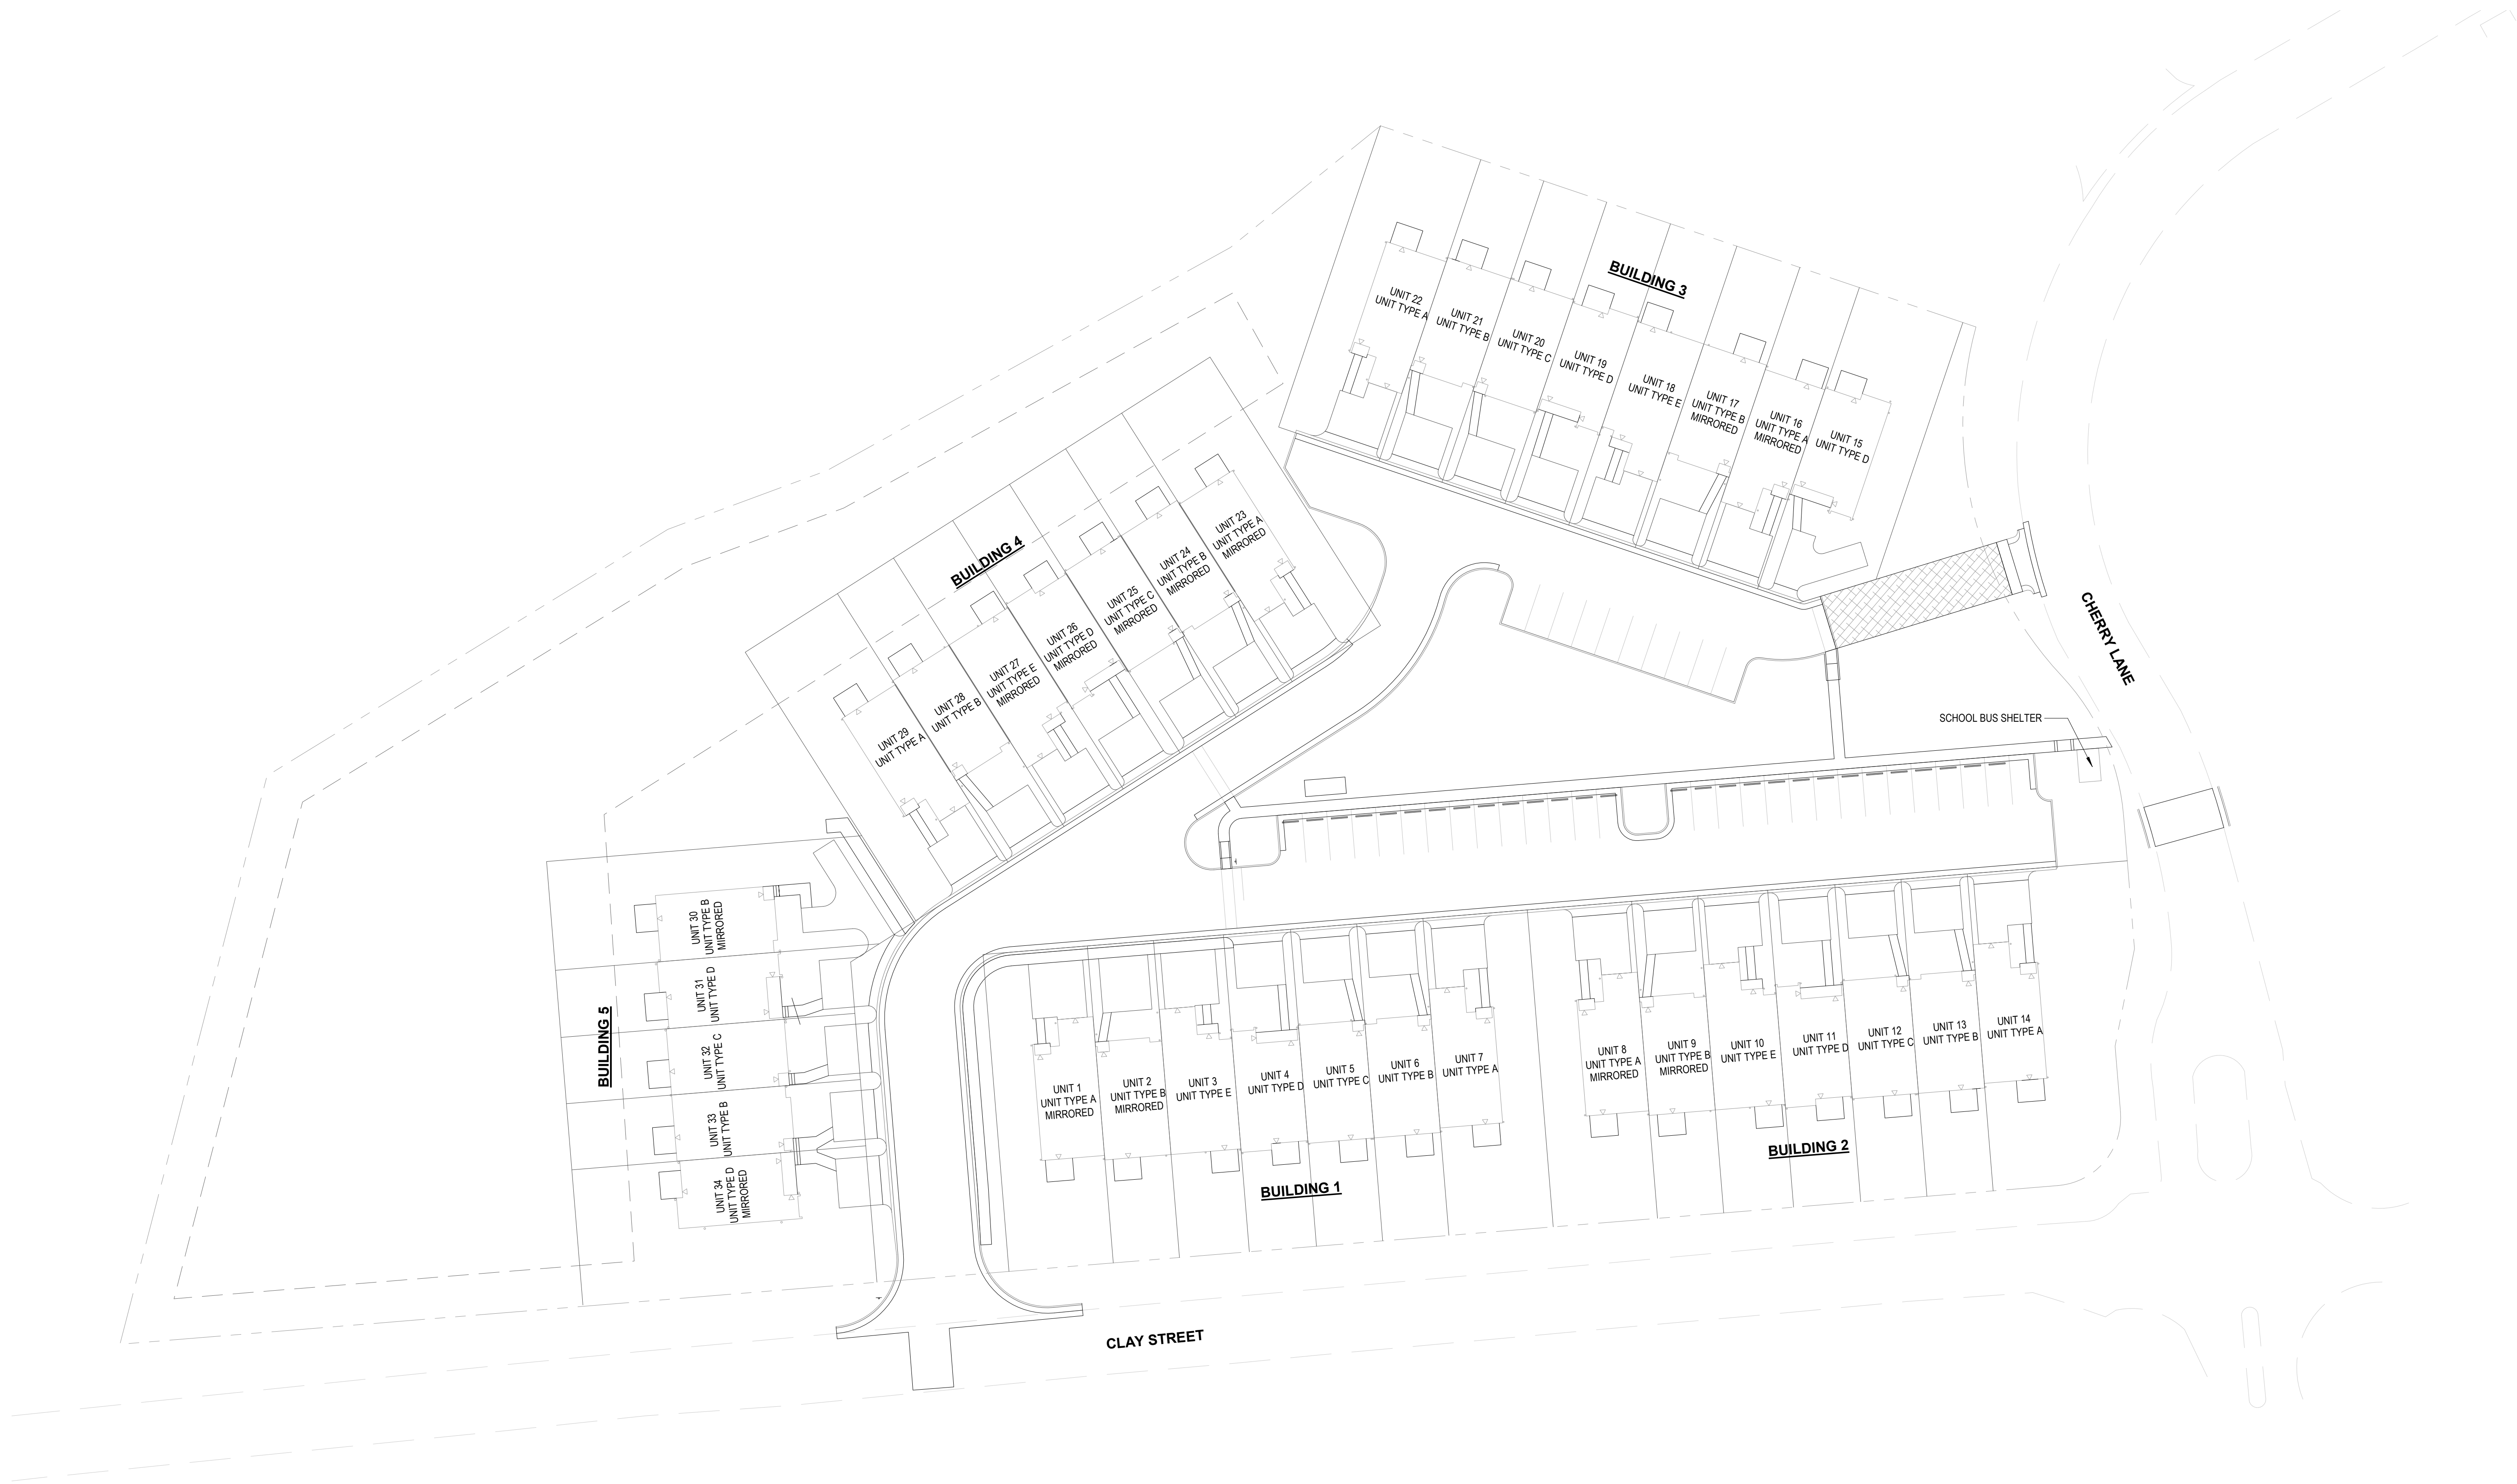 BUILDING 3
UNIT 22
UNIT TYPE A
UNIT 21
UNIT TYPE B
UNIT 20
UNIT TYPE C
UNIT 19
UNIT TYPE D
UNIT 18
UNIT TYPE E
UNIT 17
UNIT TYPE B
MIRRORED
UNIT 16
UNIT TYPE A
MIRRORED
UNIT 15
UNIT TYPE D
BUILDING 4
UNIT 23
UNIT TYPE A
MIRRORED
UNIT 24
UNIT TYPE B
MIRRORED
UNIT 25
UNIT TYPE C
MIRRORED
UNIT 26
UNIT TYPE D
MIRRORED
UNIT 27
UNIT TYPE E
MIRRORED
UNIT 28
UNIT TYPE B
UNIT 29
UNIT TYPE A
CHERRY LANE
SCHOOL BUS SHELTER
BUILDING 5
UNIT 30
UNIT TYPE B
MIRRORED
UNIT 31
UNIT TYPE D
UNIT 32
UNIT TYPE C
UNIT 33
UNIT TYPE B
UNIT 34
UNIT TYPE D
MIRRORED
UNIT 1
UNIT TYPE A
MIRRORED
UNIT 2
UNIT TYPE B
MIRRORED
UNIT 3
UNIT TYPE E
UNIT 4
UNIT TYPE D
UNIT 5
UNIT TYPE C
UNIT 6
UNIT TYPE B
UNIT 7
UNIT TYPE A
BUILDING 1
UNIT 8
UNIT TYPE A
MIRRORED
UNIT 9
UNIT TYPE B
MIRRORED
UNIT 10
UNIT TYPE E
UNIT 11
UNIT TYPE D
UNIT 12
UNIT TYPE C
UNIT 13
UNIT TYPE B
UNIT 14
UNIT TYPE A
BUILDING 2
CLAY STREET